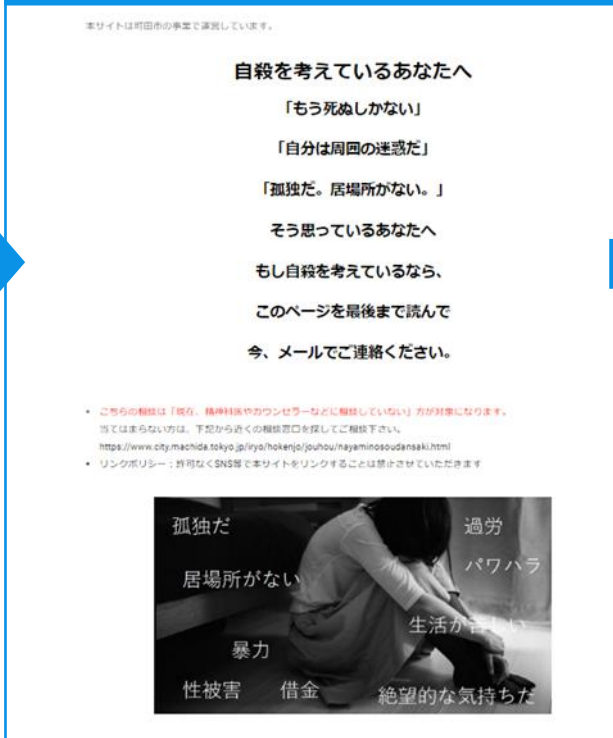 本サイトは町田市の事業で運営しています。
自殺を考えているあなたへ
「もう死ぬしかない」
「自分は周囲の迷惑だ」
「孤独だ。居場所がない。」
そう思っているあなたへ
もし自殺を考えているなら、
このページを最後まで読んで
今、メールでご連絡ください。
• こちらの相談は「現在、精神科医やカウンセラーなどに相談していない」方が対象になります。
当てはまらない方は、下記から近くの相談窓口を探してご相談下さい。
https://www.city.machida.tokyo.jp/iryo/hokenjo/jouhou/nayaminosoudansaki.html
• リンクポリシー：許可なくSNS等で本サイトをリンクすることは禁止させていただきます
孤独だ
過労
居場所がない
パワハラ
生活が苦しい
暴力
性被害
借金
絶望的な気持ちだ